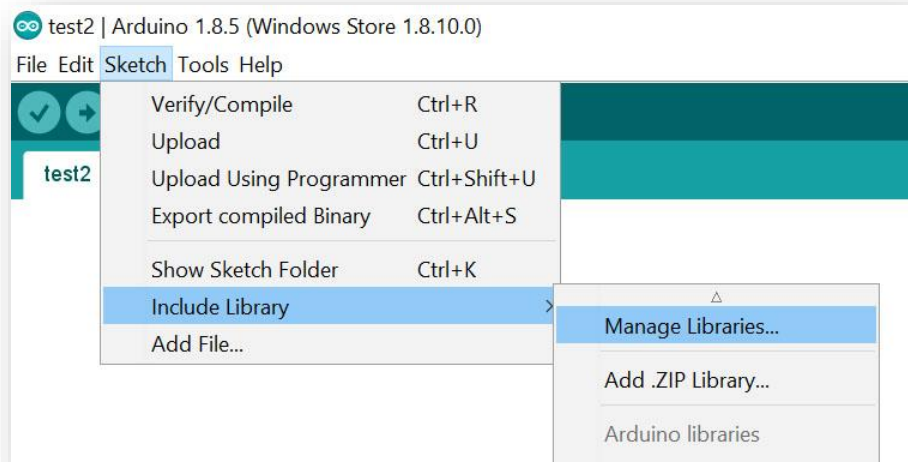 test2 | Arduino 1.8.5 (Windows Store 1.8.10.0)
File Edit Sketch Tools Help
Verify/Compile Ctrl+R
Upload Ctrl+U
test2
Upload Using Programmer Ctrl+Shift+U
Export compiled Binary Ctrl+Alt+S
Show Sketch Folder Ctrl+K
Include Library
Add File...
Manage Libraries...
Add .ZIP Library...
Arduino libraries